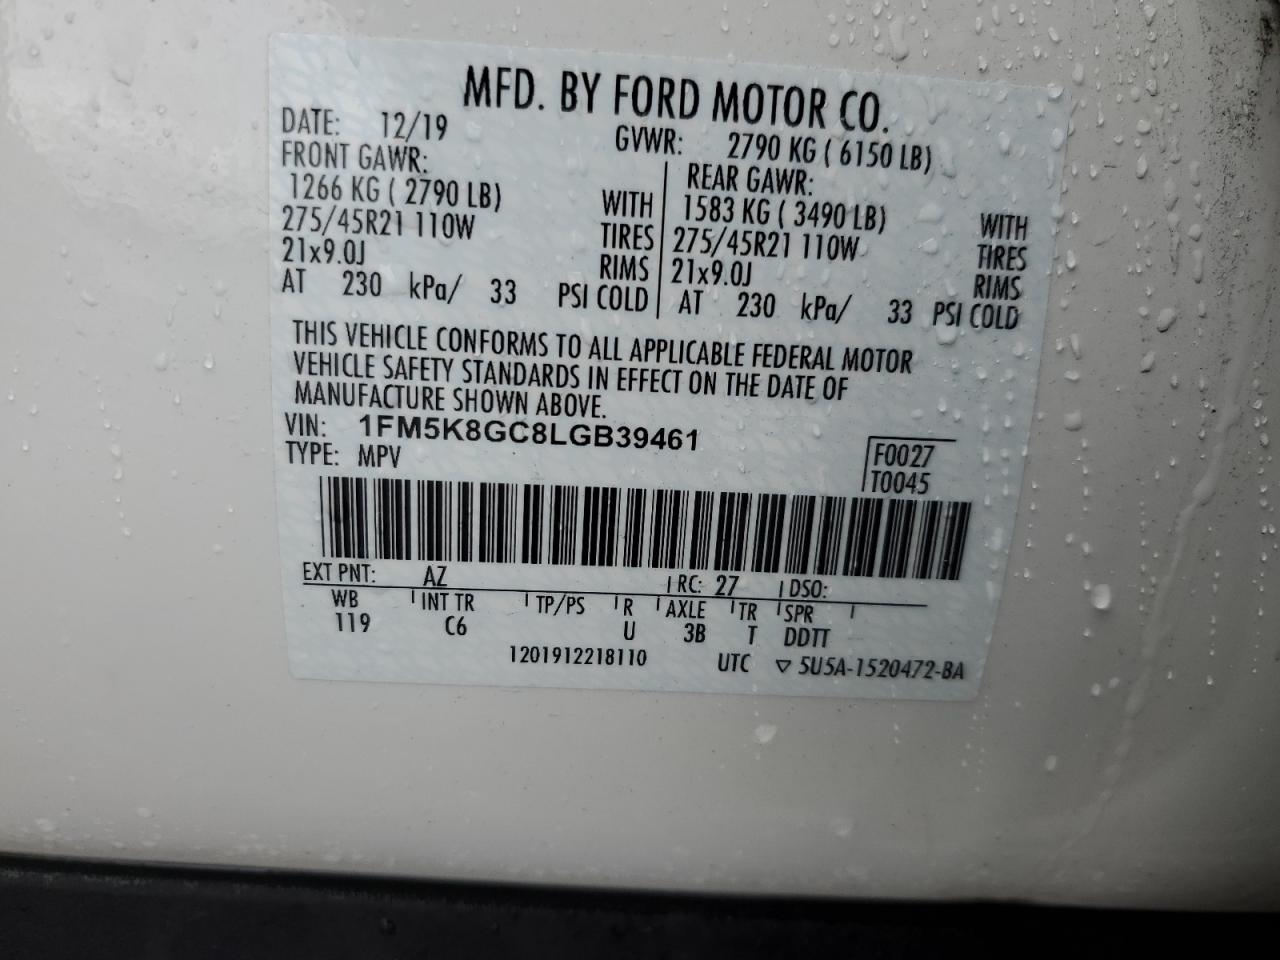 MFD. BY FORD MOTOR CO.
DATE: 12/19 GVWR: 2790 KG ( 6150 LB)
FRONT GAWR: REAR GAWR:
1266 KG ( 2790 LB) WITH 1583 KG ( 3490 LB) WITH
275/45R21 110W TIRES 275/45R21 110W TIRES
21x9.0J RIMS 21x9.0J RIMS
AT 230 kPa/ 33 PSI COLD AT 230 kPa/ 33 PSI COLD
THIS VEHICLE CONFORMS TO ALL APPLICABLE FEDERAL MOTOR
VEHICLE SAFETY STANDARDS IN EFFECT ON THE DATE OF
MANUFACTURE SHOWN ABOVE.
VIN: 1FM5K8GC8LGB39461
TYPE: MPV F0027
T0045
EXT PNT: AZ RC: 27 DSO:
WB INT TR TP/PS R AXLE TR SPR
119 C6 U 3B T DDTT
1201912218110 UTC ▽ 5U5A-1520472-BA